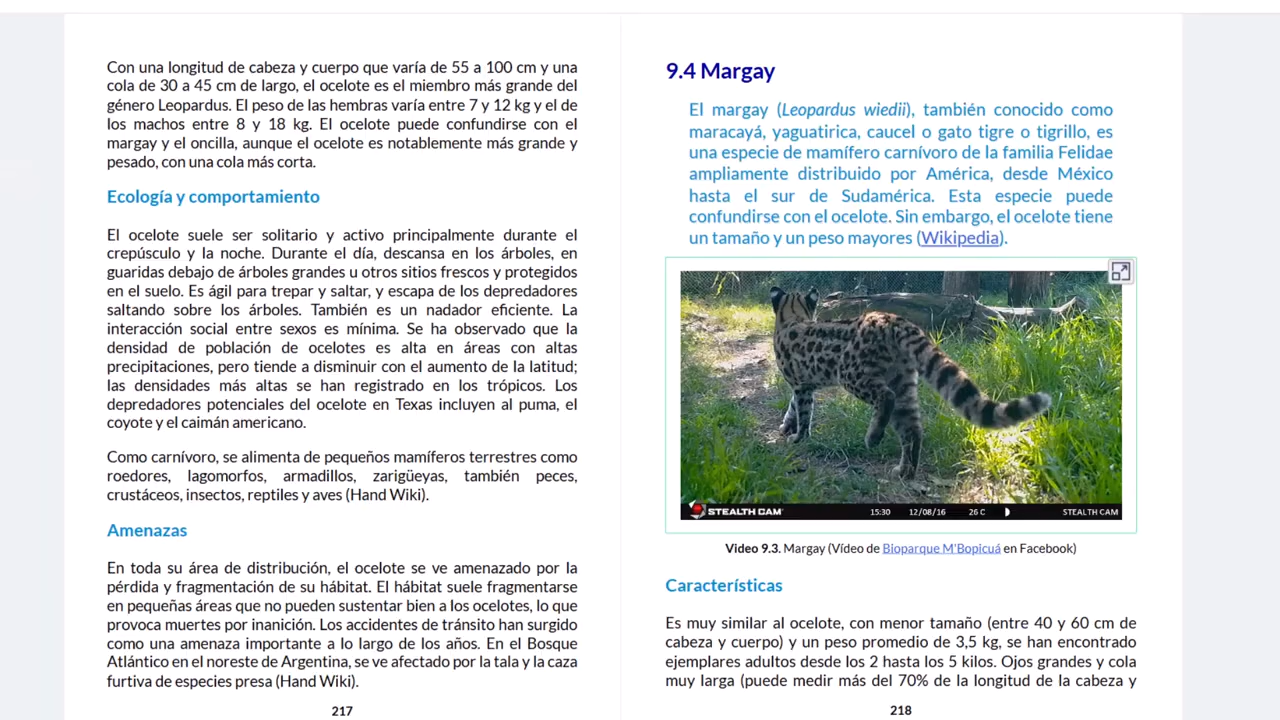 Con una longitud de cabeza y cuerpo que varía de 55 a 100 cm y una
cola de 30 a 45 cm de largo, el ocelote es el miembro más grande del
género Leopardus. El peso de las hembras varía entre 7 y 12 kg y el de
los machos entre 8 y 18 kg. El ocelote puede confundirse con el
margay y el oncilla, aunque el ocelote es notablemente más grande y
pesado, con una cola más corta.
Ecología y comportamiento
El ocelote suele ser solitario y activo principalmente durante el
crepúsculo y la noche. Durante el día, descansa en los árboles, en
guaridas debajo de árboles grandes u otros sitios frescos y protegidos
en el suelo. Es ágil para trepar y saltar, y escapa de los depredadores
saltando sobre los árboles. También es un nadador eficiente. La
interacción social entre sexos es mínima. Se ha observado que la
densidad de población de ocelotes es alta en áreas con altas
precipitaciones, pero tiende a disminuir con el aumento de la latitud;
las densidades más altas se han registrado en los trópicos. Los
depredadores potenciales del ocelote en Texas incluyen al puma, el
coyote y el caimán americano.
Como carnívoro, se alimenta de pequeños mamíferos terrestres como
roedores, lagomorfos, armadillos, zarigüeyas, también peces,
crustáceos, insectos, reptiles y aves (Hand Wiki).
Amenazas
En toda su área de distribución, el ocelote se ve amenazado por la
pérdida y fragmentación de su hábitat. El hábitat suele fragmentarse
en pequeñas áreas que no pueden sustentar bien a los ocelotes, lo que
provoca muertes por inanición. Los accidentes de tránsito han surgido
como una amenaza importante a lo largo de los años. En el Bosque
Atlántico en el noreste de Argentina, se ve afectado por la tala y la caza
furtiva de especies presa (Hand Wiki).
217
9.4 Margay
El margay (Leopardus wiedii), también conocido como
maracayá, yaguatirica, caucel o gato tigre o tigrillo, es
una especie de mamífero carnívoro de la familia Felidae
ampliamente distribuido por América, desde México
hasta el sur de Sudamérica. Esta especie puede
confundirse con el ocelote. Sin embargo, el ocelote tiene
un tamaño y un peso mayores (Wikipedia).
STEALTH CAM 15:30 12/08/16 26 C STEALTH CAM
Video 9.3. Margay (Vídeo de Bioparque M'Bopicuá en Facebook)
Características
Es muy similar al ocelote, con menor tamaño (entre 40 y 60 cm de
cabeza y cuerpo) y un peso promedio de 3,5 kg, se han encontrado
ejemplares adultos desde los 2 hasta los 5 kilos. Ojos grandes y cola
muy larga (puede medir más del 70% de la longitud de la cabeza y
218